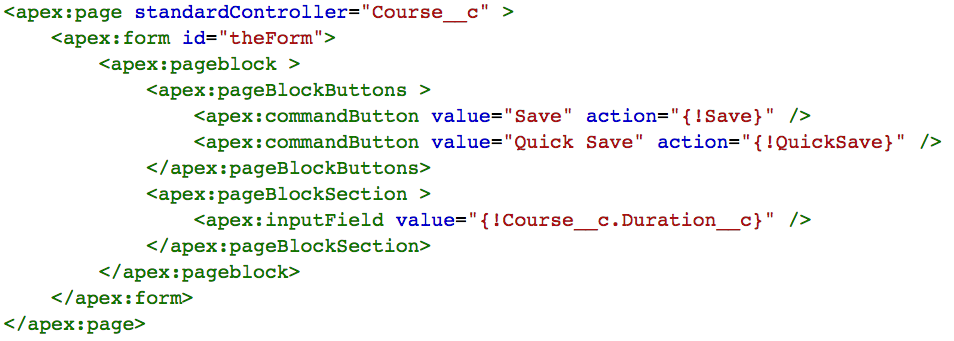 <apex:page standardController="Course__c" >
    <apex:form id="theForm">
        <apex:pageblock >
            <apex:pageBlockButtons >
                <apex:commandButton value="Save" action="{!Save}" />
                <apex:commandButton value="Quick Save" action="{!QuickSave}" />
            </apex:pageBlockButtons>
            <apex:pageBlockSection >
                <apex:inputField value="{!Course__c.Duration__c}" />
            </apex:pageBlockSection>
        </apex:pageblock>
    </apex:form>
</apex:page>